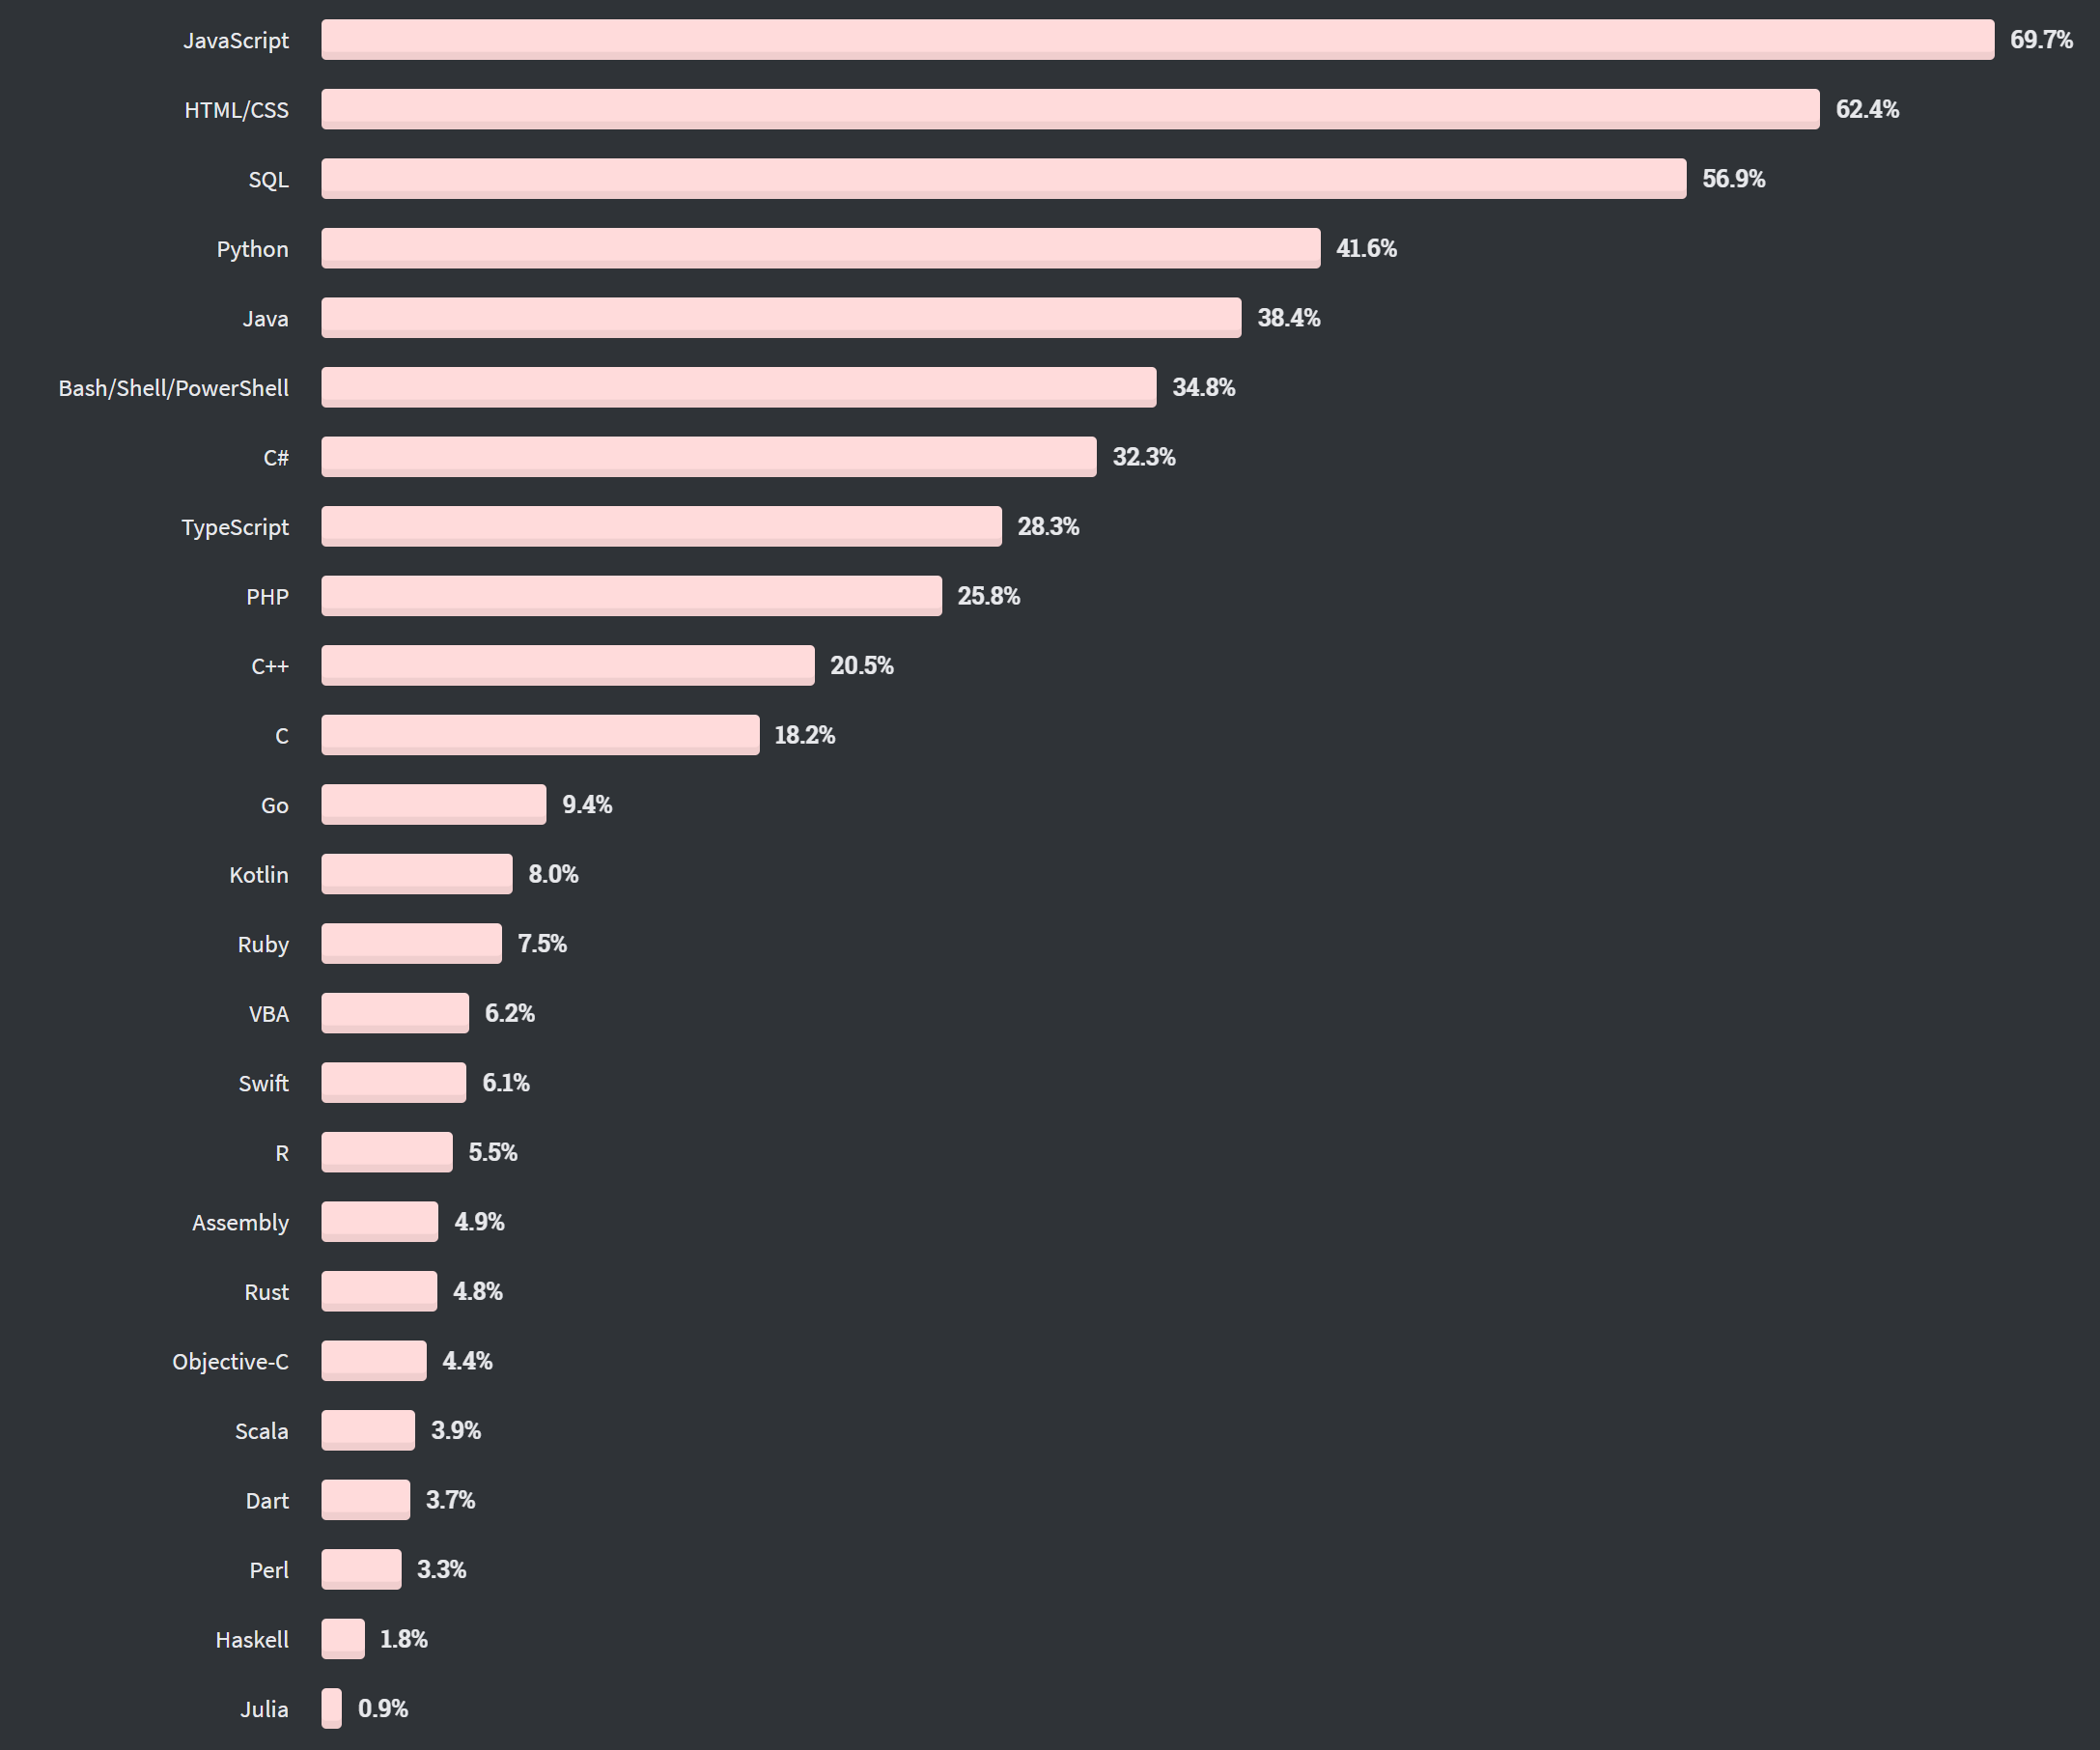 JavaScript 69.7%
HTML/CSS 62.4%
SQL 56.9%
Python 41.6%
Java 38.4%
Bash/Shell/PowerShell 34.8%
C# 32.3%
TypeScript 28.3%
PHP 25.8%
C++ 20.5%
C 18.2%
Go 9.4%
Kotlin 8.0%
Ruby 7.5%
VBA 6.2%
Swift 6.1%
R 5.5%
Assembly 4.9%
Rust 4.8%
Objective-C 4.4%
Scala 3.9%
Dart 3.7%
Perl 3.3%
Haskell 1.8%
Julia 0.9%